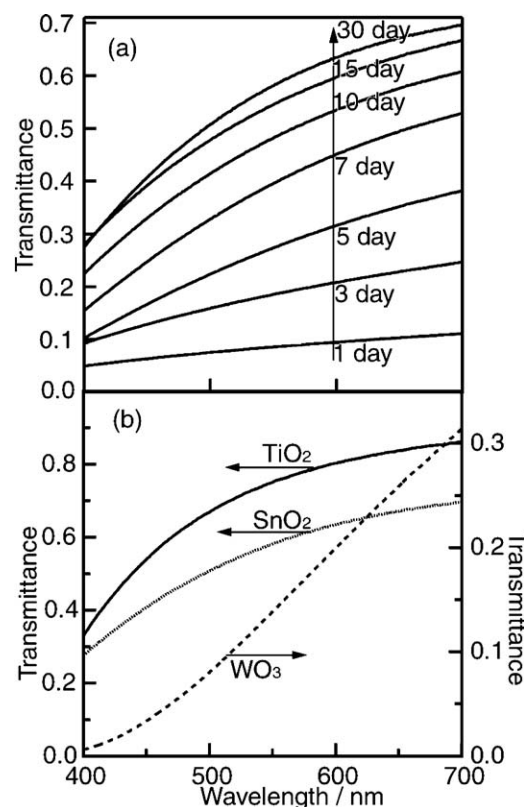 (a)
0.7
0.6
0.5
0.4
0.3
0.2
0.1
0.0
Transmittance
30 day
15 day
10 day
7 day
5 day
3 day
1 day
(b)
0.8
0.6
0.4
0.8
0.0
Transmittance
TiO₂
SnO₂
WO₃
0.3
0.2
0.1
0.0
Transmittance
400 500 600 700
Wavelength / nm